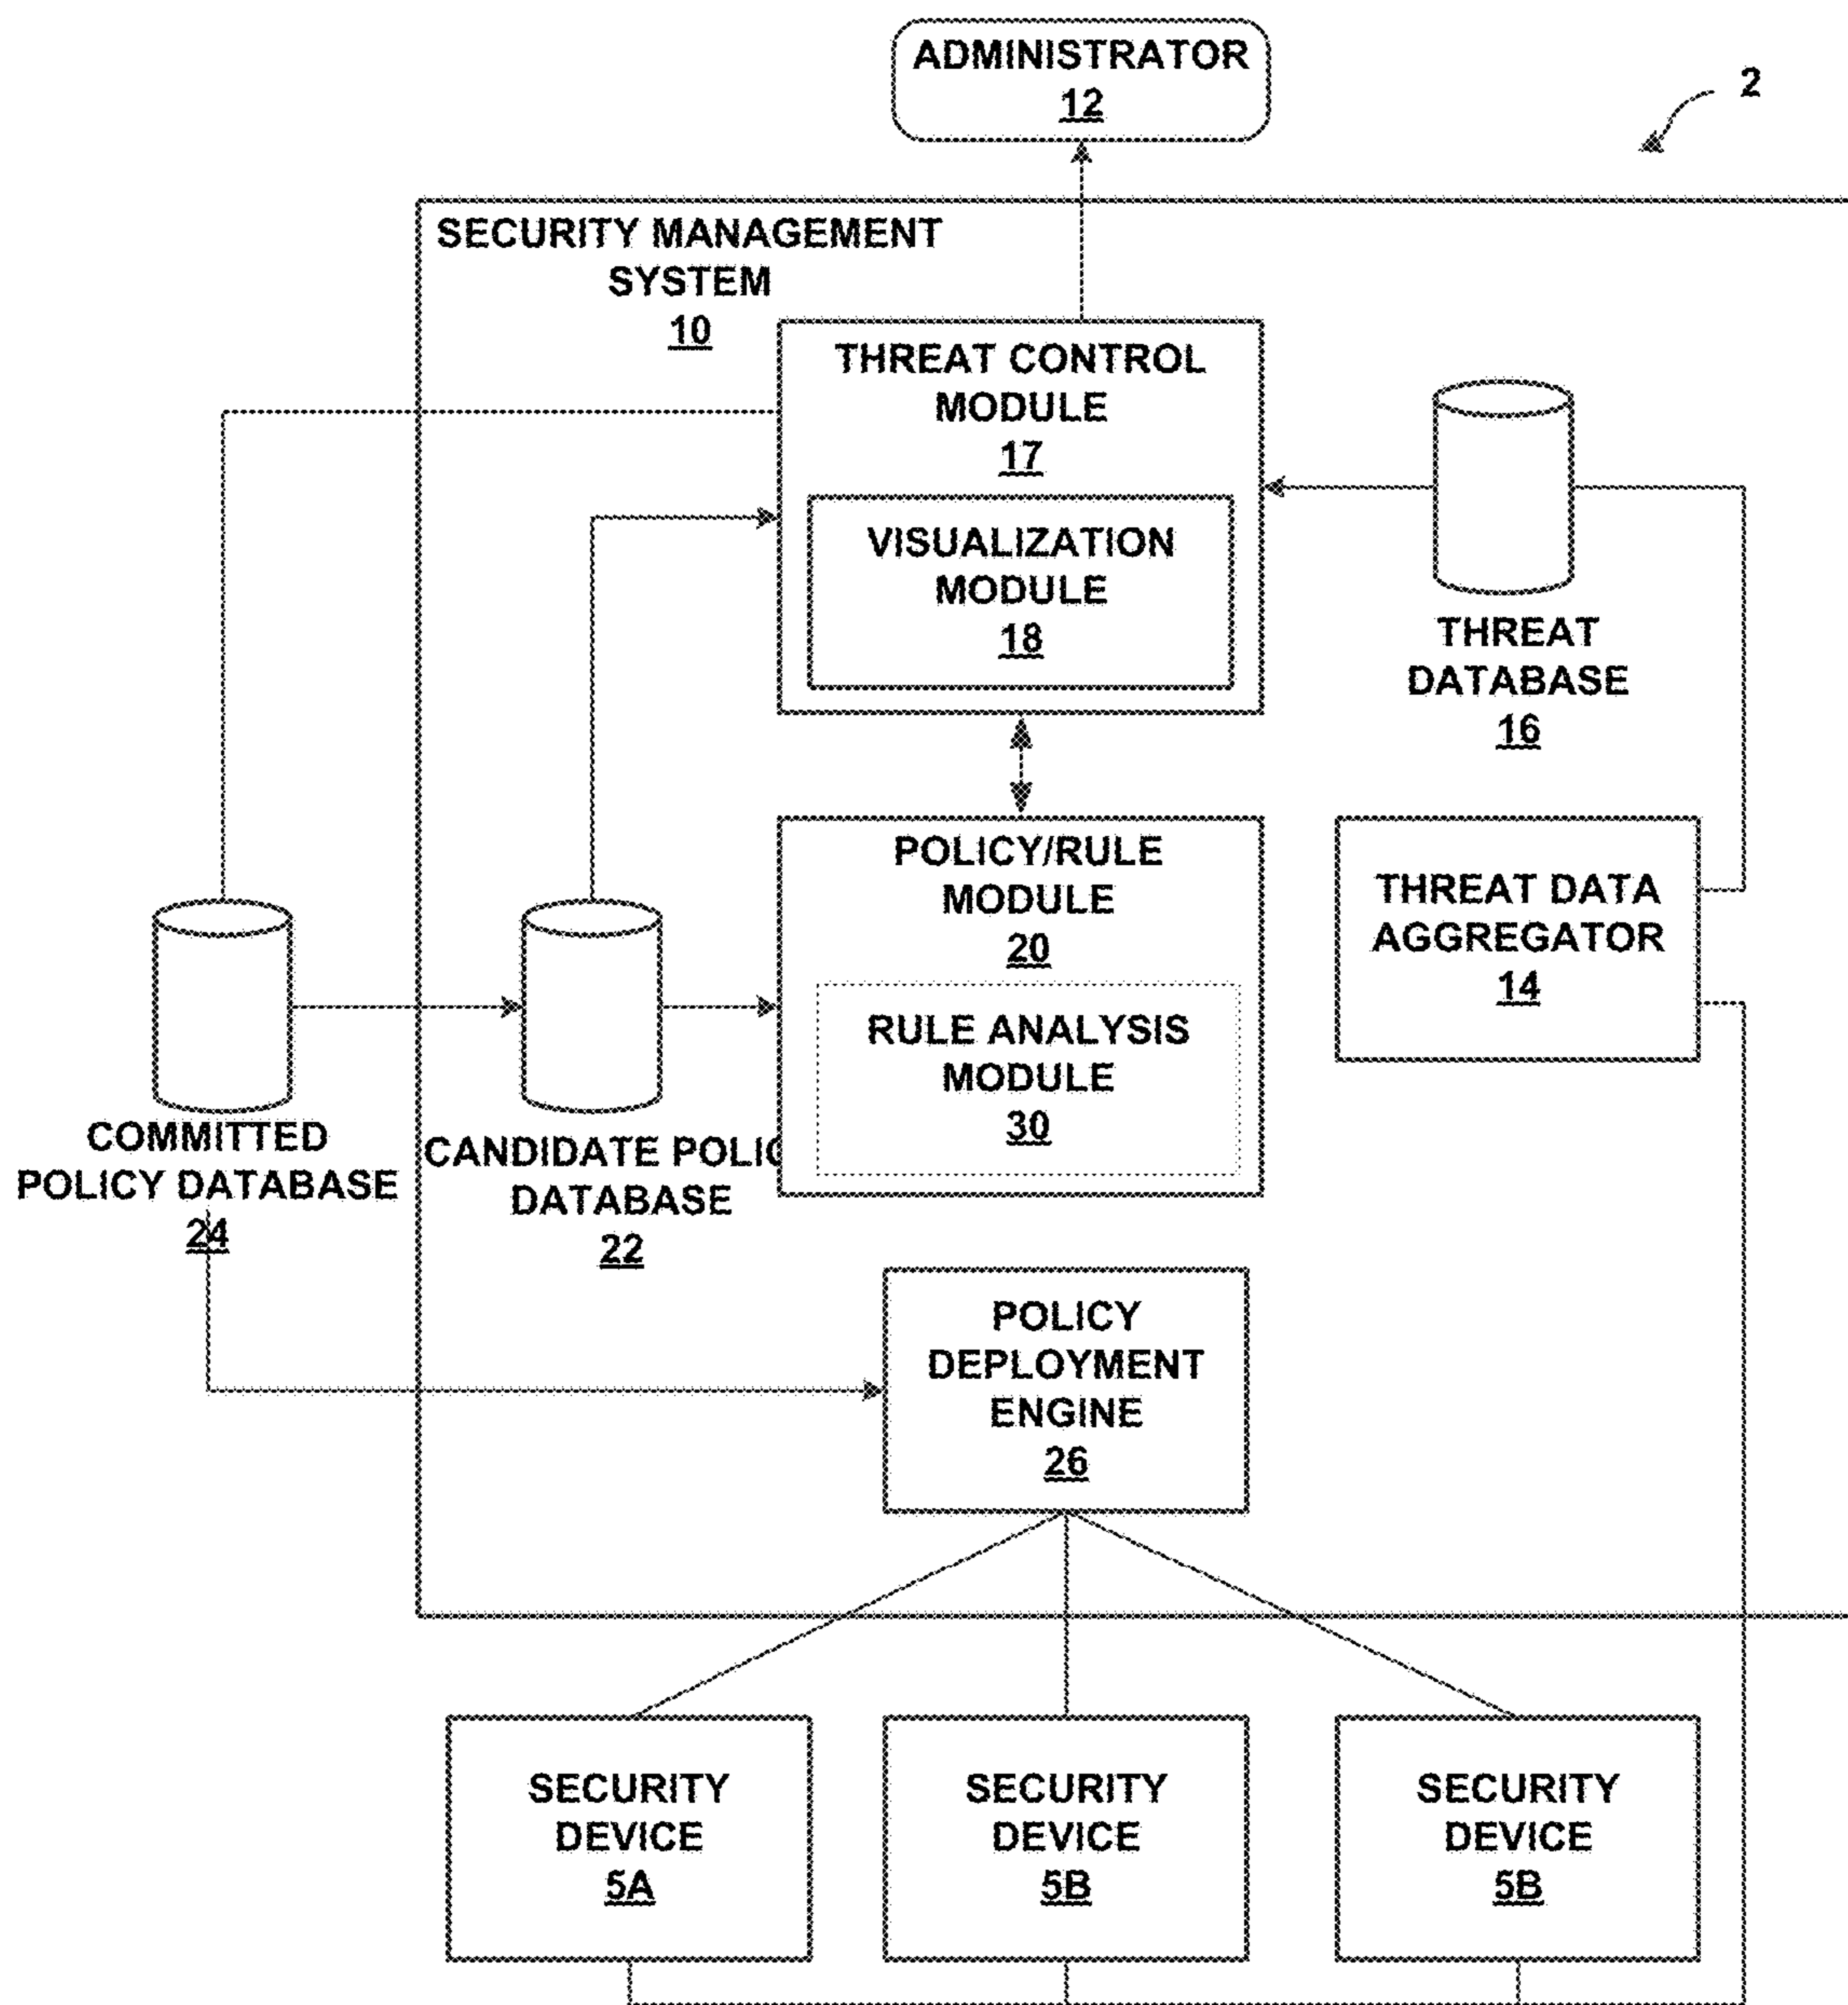 ADMINISTRATOR
12
2
SECURITY MANAGEMENT
SYSTEM
10
THREAT CONTROL
MODULE
17
VISUALIZATION
MODULE
18
THREAT
DATABASE
16
POLICY/RULE
MODULE
20
RULE ANALYSIS
MODULE
30
THREAT DATA
AGGREGATOR
14
COMMITTED
POLICY DATABASE
24
CANDIDATE POLIC
DATABASE
22
POLICY
DEPLOYMENT
ENGINE
26
SECURITY
DEVICE
5A
SECURITY
DEVICE
5B
SECURITY
DEVICE
5B